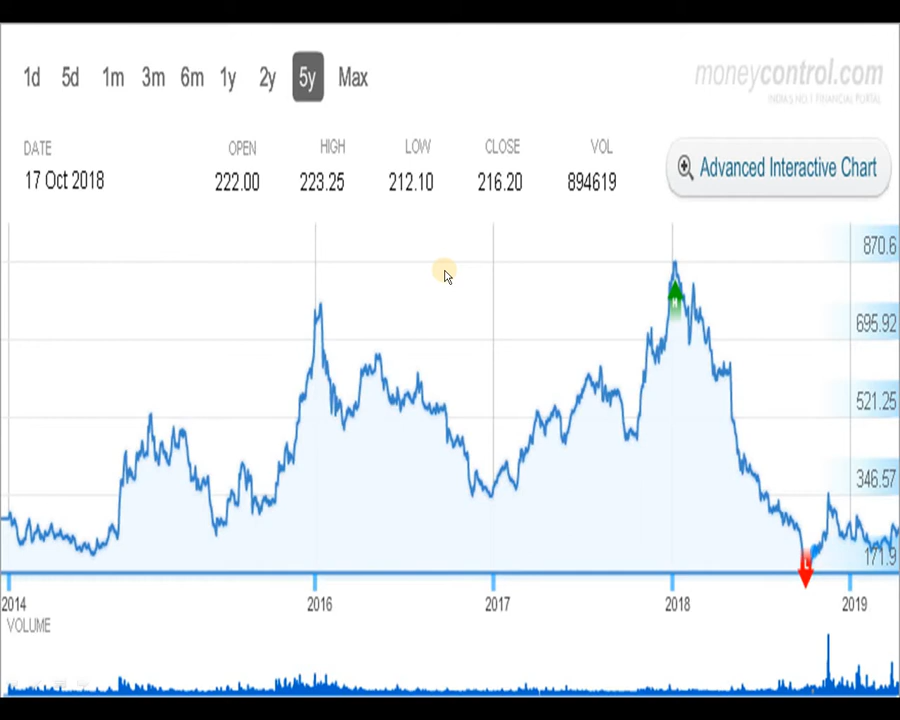 1d 5d 1m 3m 6m 1y 2y 5y Max
moneycontrol.com
INDIA'S NO.1 FINANCIAL PORTAL
DATE OPEN HIGH LOW CLOSE VOL
17 Oct 2018 222.00 223.25 212.10 216.20 894619
Advanced Interactive Chart
870.6
695.92
H
521.25
346.57
171.9
L
2014 2016 2017 2018 2019
VOLUME